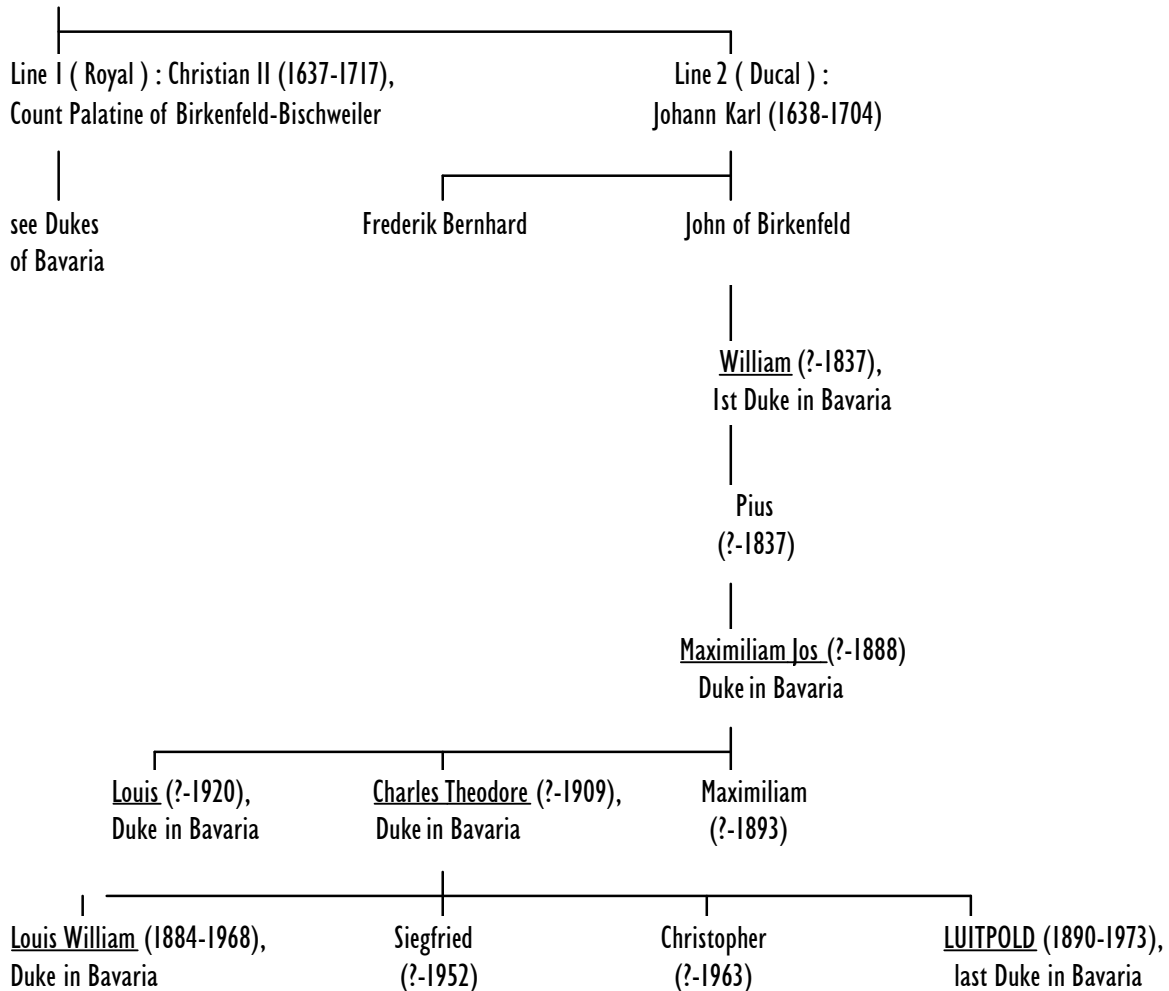 Line 1 ( Royal ) : Christian II (1637-1717),
Count Palatine of Birkenfeld-Bischweiler
Line 2 ( Ducal ) :
Johann Karl (1638-1704)
see Dukes
of Bavaria
Frederik Bernhard
John of Birkenfeld
William (?-1837),
1st Duke in Bavaria
Pius
(?-1837)
Maximiliam Jos (?-1888)
Duke in Bavaria
Louis (?-1920),
Duke in Bavaria
Charles Theodore (?-1909),
Duke in Bavaria
Maximiliam
(?-1893)
Louis William (1884-1968),
Duke in Bavaria
Siegfried
(?-1952)
Christopher
(?-1963)
LUITPOLD (1890-1973),
last Duke in Bavaria